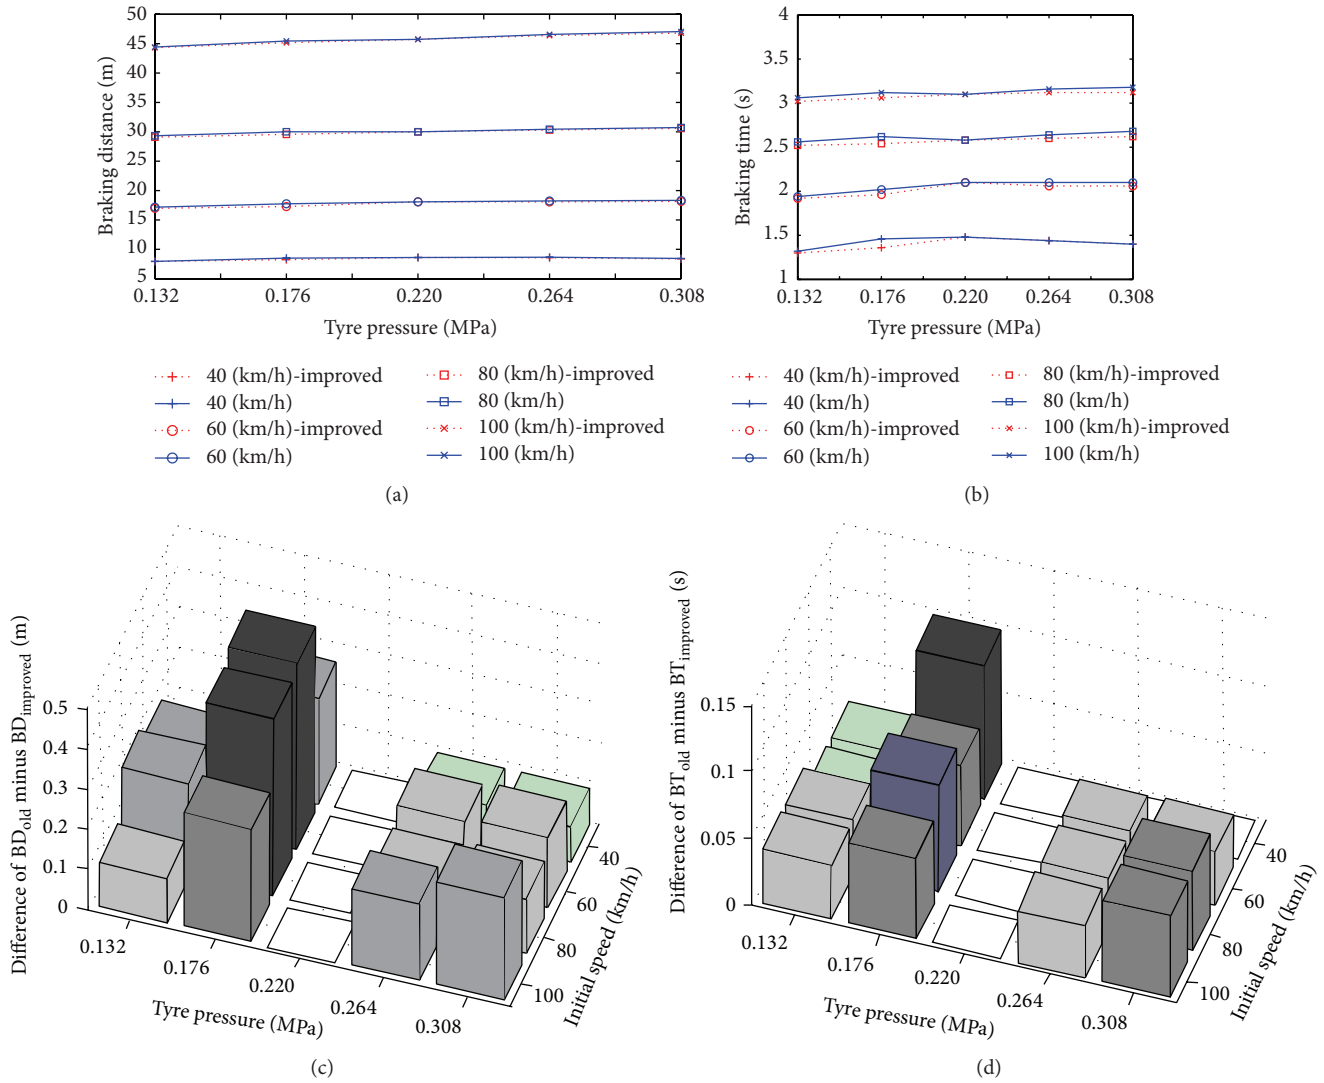 50
45
40
35
30
25
20
15
10
5
Braking distance (m)
0.132 0.176 0.220 0.264 0.308
Tyre pressure (MPa)
40 (km/h)-improved
40 (km/h)
60 (km/h)-improved
60 (km/h)
80 (km/h)-improved
80 (km/h)
100 (km/h)-improved
100 (km/h)
(a)
4
3.5
3
2.5
2
1.5
1
Braking time (s)
0.132 0.176 0.220 0.264 0.308
Tyre pressure (MPa)
40 (km/h)-improved
40 (km/h)
60 (km/h)-improved
60 (km/h)
80 (km/h)-improved
80 (km/h)
100 (km/h)-improved
100 (km/h)
(b)
Difference of BDold minus BDimproved (m)
0.5
0.4
0.3
0.2
0.1
0
0.132
0.176
0.220
0.264
0.308
Tyre pressure (MPa)
40
60
80
100
Initial speed (km/h)
(c)
Difference of BTold minus BTimproved (s)
0.15
0.1
0.05
0
0.132
0.176
0.220
0.264
0.308
Tyre pressure (MPa)
40
60
80
100
Initial speed (km/h)
(d)